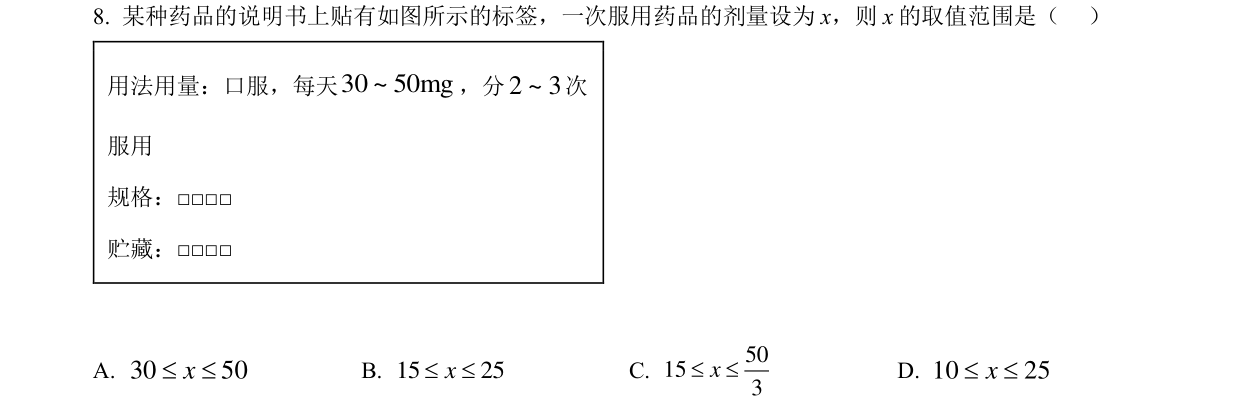 8. 某种药品的说明书上贴有如图所示的标签，一次服用药品的剂量设为 x，则 x 的取值范围是（　）
用法用量：口服，每天30 ~ 50mg，分 2 ~ 3次
服用
规格：□□□□
贮藏：□□□□
A. 30 ≤ x ≤ 50　B. 15 ≤ x ≤ 25　C. 15 ≤ x ≤ 50/3　D. 10 ≤ x ≤ 25